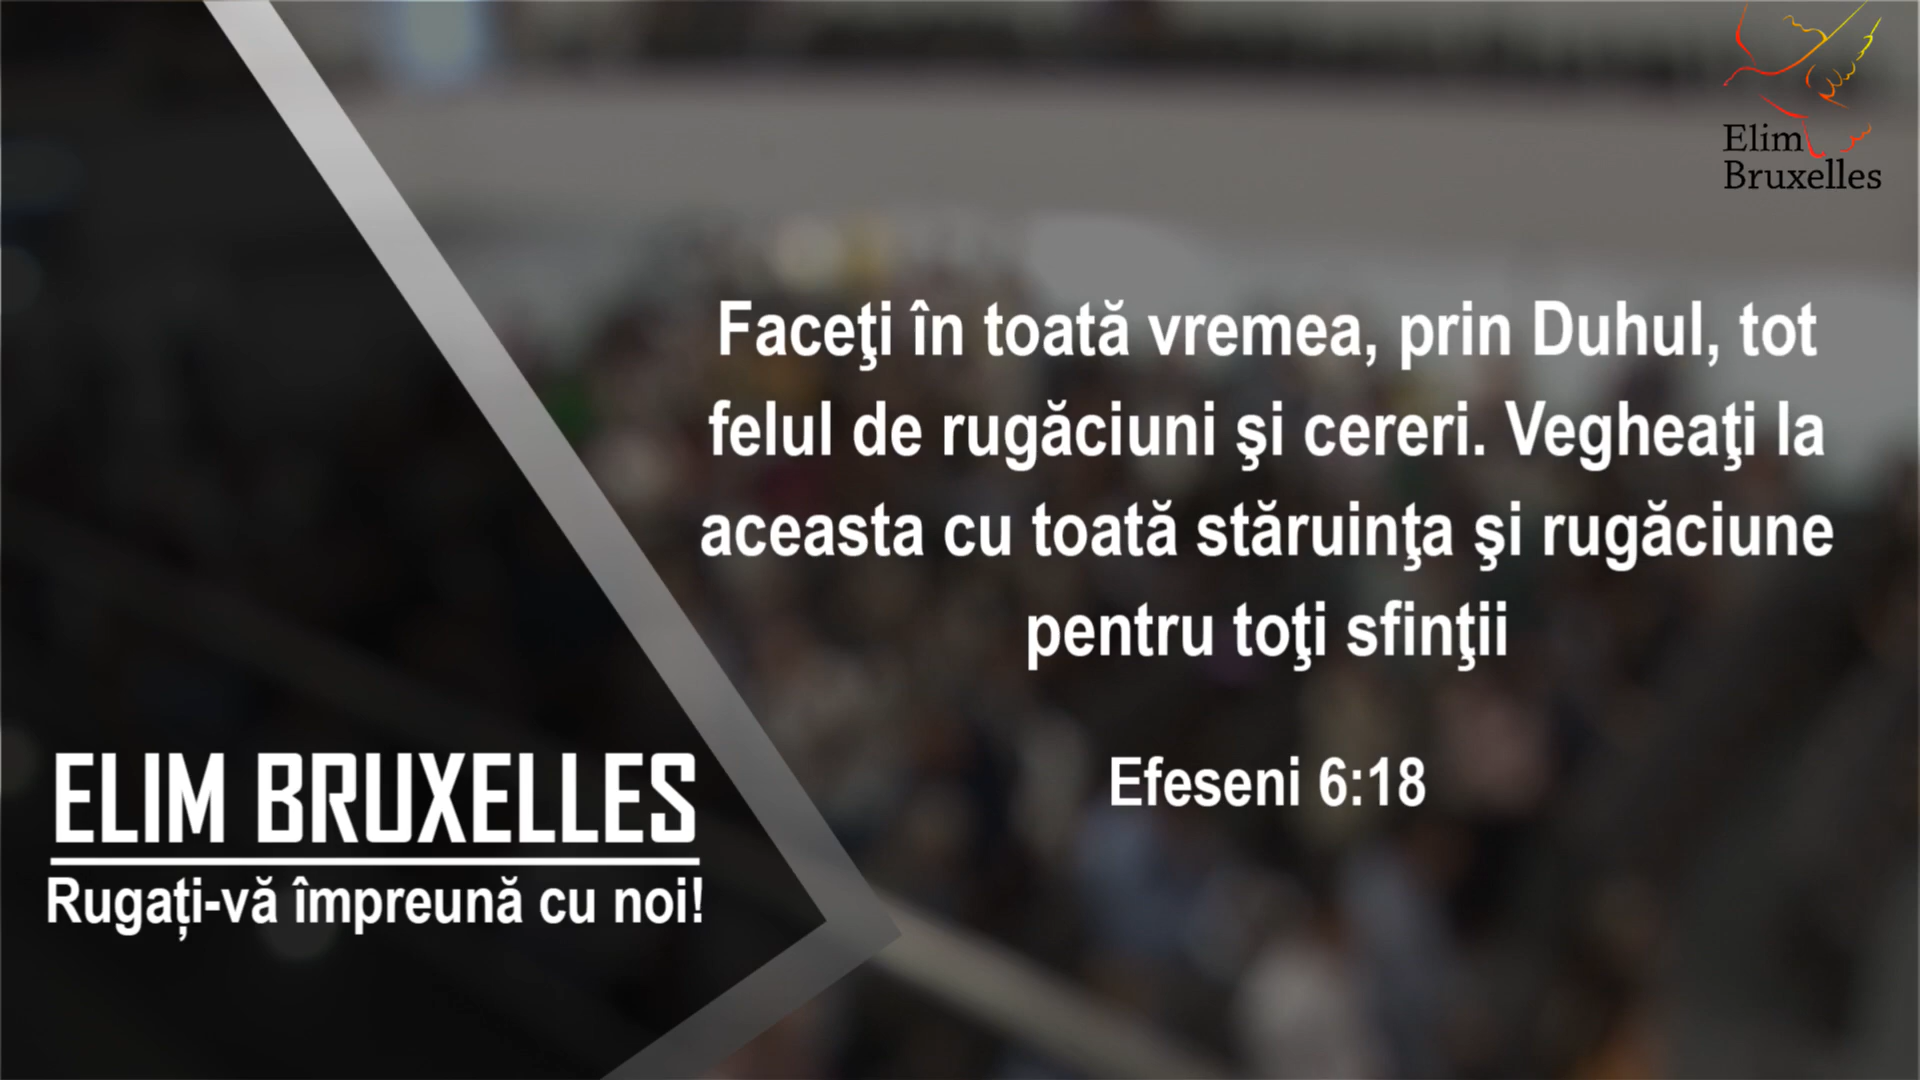 Elim
Bruxelles
Faceţi în toată vremea, prin Duhul, tot
felul de rugăciuni şi cereri. Vegheaţi la
aceasta cu toată stăruinţa şi rugăciune
pentru toţi sfinţii
Efeseni 6:18
ELIM BRUXELLES
Rugați-vă împreună cu noi!